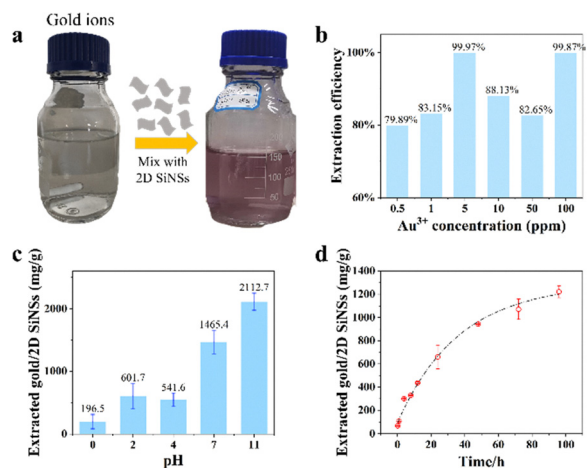 a
Gold ions
Mix with
2D SiNSs
150
100
50
b
Extraction efficiency
100%
80%
60%
79.89%
83.15%
99.97%
88.13%
82.65%
99.87%
0.5 1 5 10 50 100
Au³⁺ concentration (ppm)
c
Extracted gold/2D SiNSs (mg/g)
2000
1000
0
196.5
601.7
541.6
1465.4
2112.7
0 2 4 7 11
pH
d
Extracted gold/2D SiNSs (mg/g)
1400
1200
1000
800
600
400
200
0
0 20 40 60 80 100
Time/h